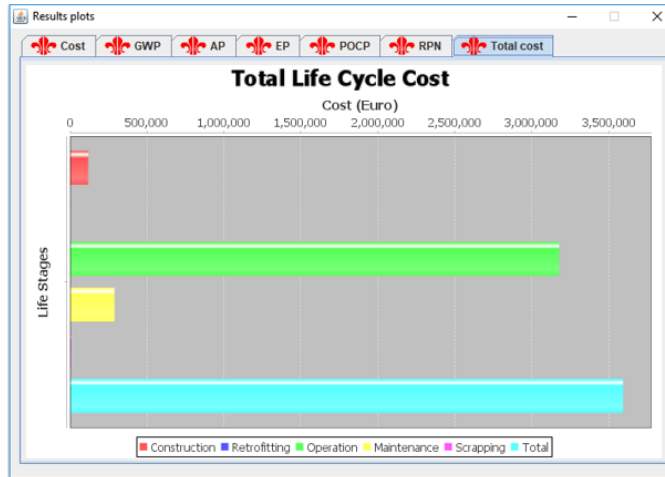 Results plots
Cost GWP AP EP POCP RPN Total cost
Total Life Cycle Cost
Cost (Euro)
0 500,000 1,000,000 1,500,000 2,000,000 2,500,000 3,000,000 3,500,000
Life Stages
Construction Retrofitting Operation Maintenance Scrapping Total